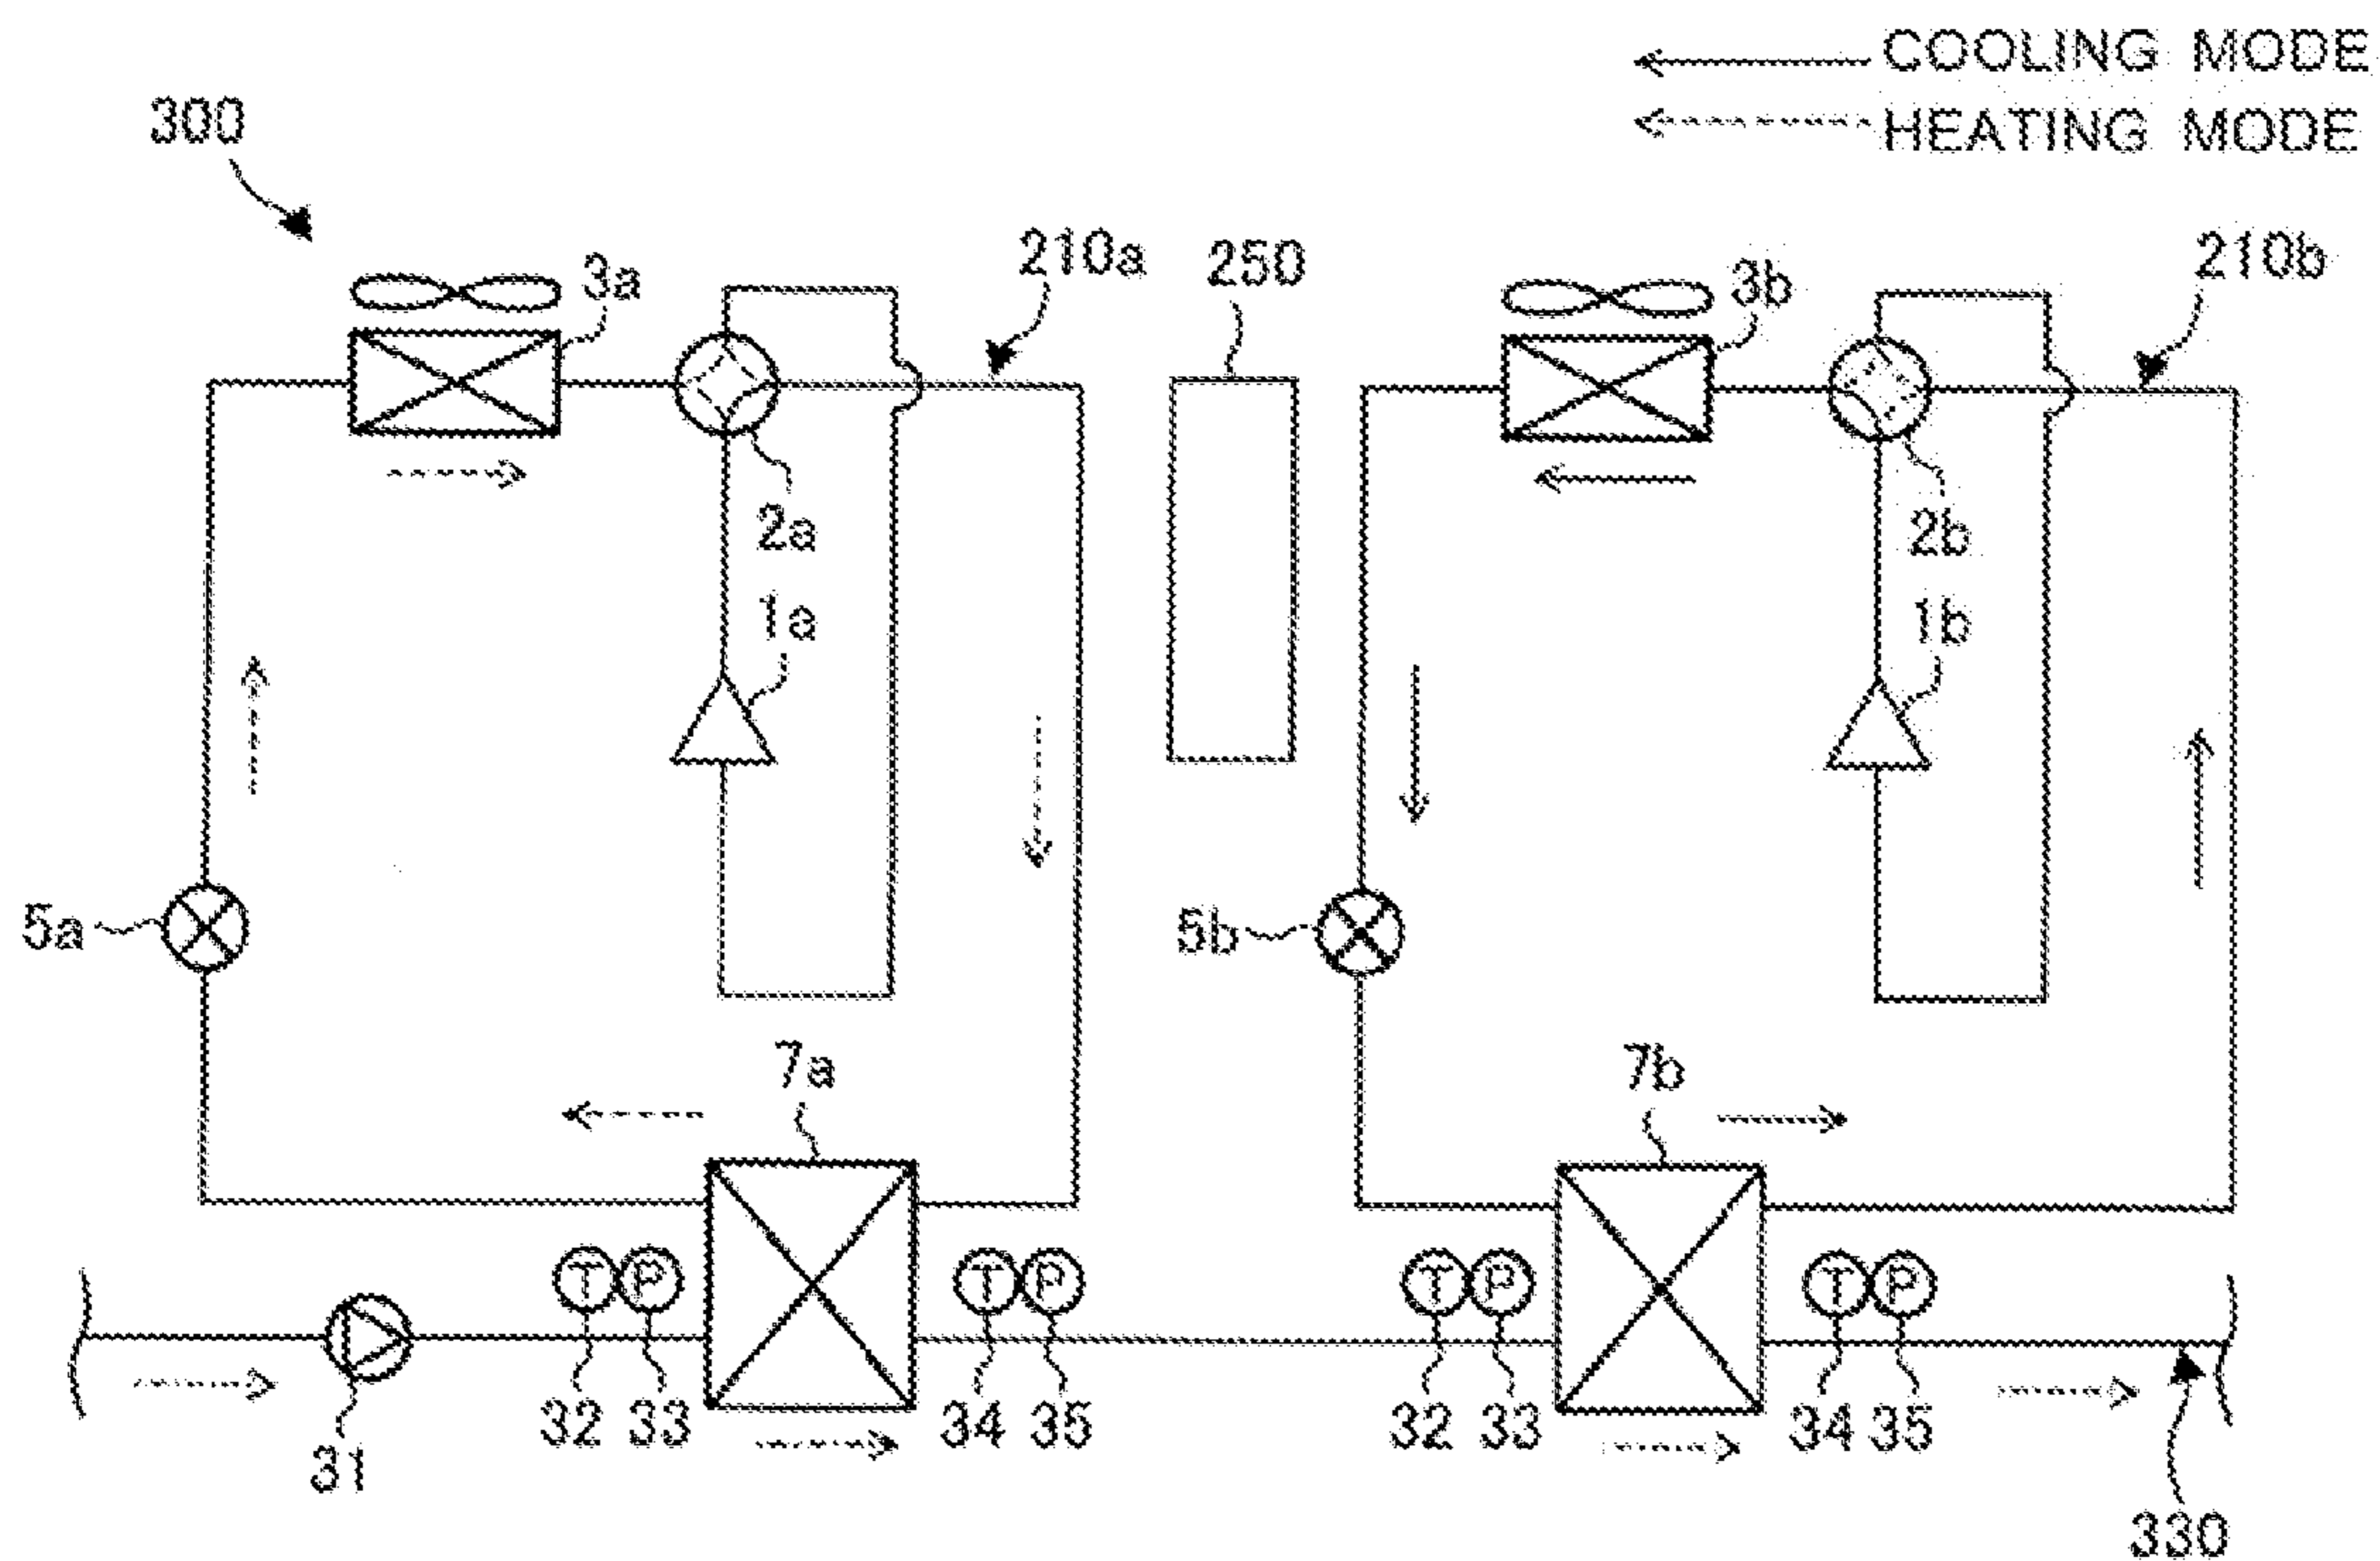 COOLING MODE
HEATING MODE
300
3a
210a
250
3b
210b
2a
2b
1a
1b
5a
5b
7a
7b
T P
T P
T P
T P
31
32 33
34 35
32 33
34 35
330